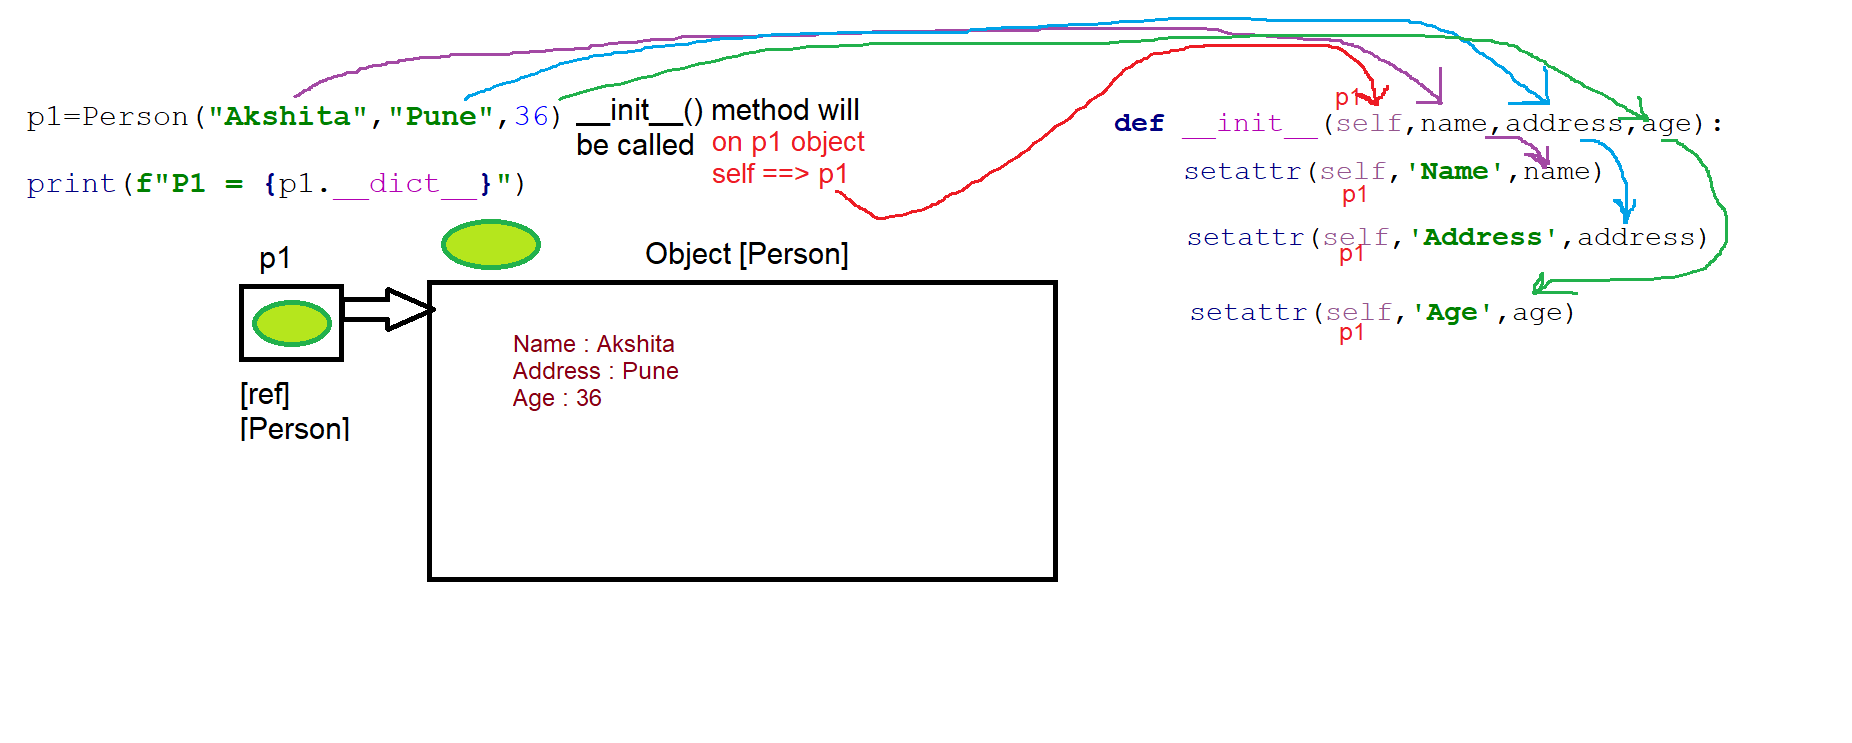 p1=Person("Akshita","Pune",36)
__init__() method will
be called on p1 object
self ==> p1
print(f"P1 = {p1.__dict__}")
p1
def __init__(self,name,address,age):
setattr(self,'Name',name)
p1
setattr(self,'Address',address)
p1
setattr(self,'Age',age)
p1
p1
Object [Person]
Name : Akshita
Address : Pune
Age : 36
[ref]
[Person]